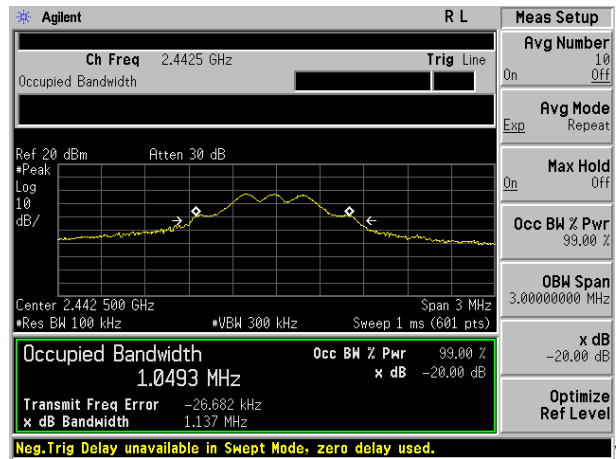 Agilent R L
Ch Freq 2.4425 GHz Trig Line
Occupied Bandwidth
Ref 20 dBm Atten 30 dB
#Peak
Log
10
dB/
Center 2.442 500 GHz Span 3 MHz
#Res BW 100 kHz #VBW 300 kHz Sweep 1 ms (601 pts)
Occupied Bandwidth Occ BW % Pwr 99.00 %
1.0493 MHz x dB -20.00 dB
Transmit Freq Error -26.682 kHz
x dB Bandwidth 1.137 MHz
Neg.Trig Delay unavailable in Swept Mode, zero delay used.
Meas Setup
Avg Number
10
On Off
Avg Mode
Exp Repeat
Max Hold
On Off
Occ BW % Pwr
99.00 %
OBW Span
3.00000000 MHz
x dB
-20.00 dB
Optimize
Ref Level